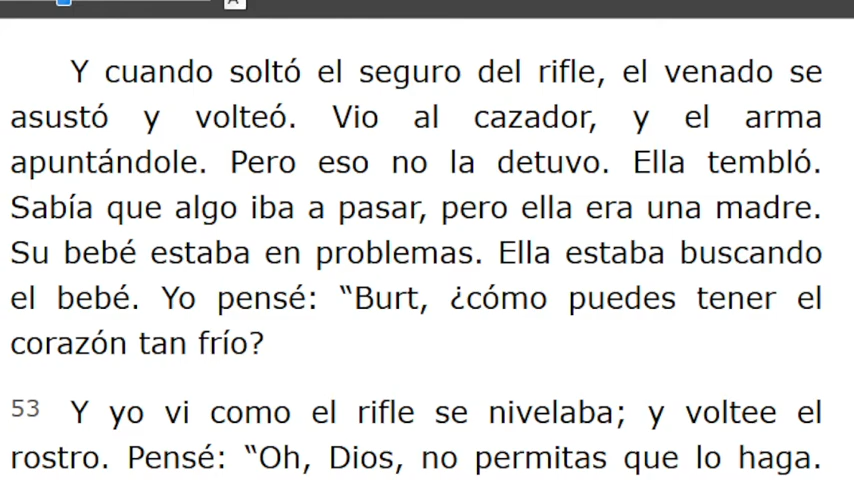 Y cuando soltó el seguro del rifle, el venado se
asustó y volteó. Vio al cazador, y el arma
apuntándole. Pero eso no la detuvo. Ella tembló.
Sabía que algo iba a pasar, pero ella era una madre.
Su bebé estaba en problemas. Ella estaba buscando
el bebé. Yo pensé: “Burt, ¿cómo puedes tener el
corazón tan frío?
53 Y yo vi como el rifle se nivelaba; y voltee el
rostro. Pensé: “Oh, Dios, no permitas que lo haga.